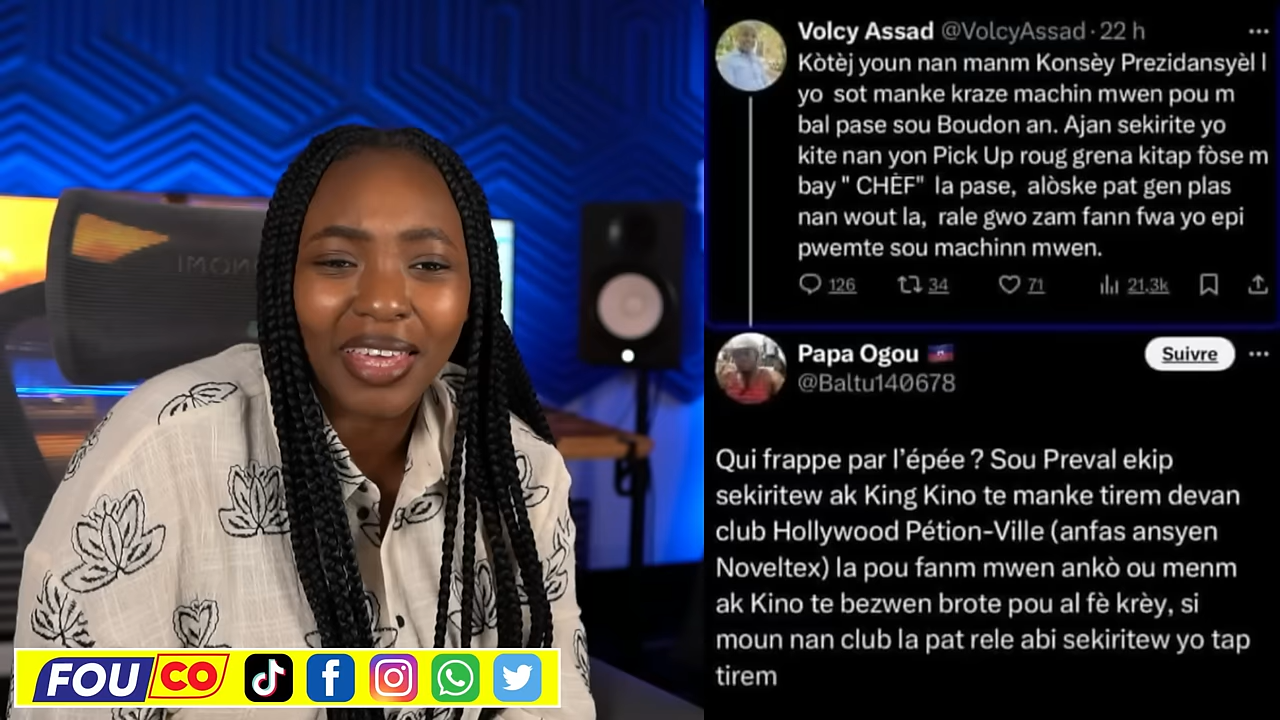 Volcy Assad @VolcyAssad · 22 h
Kòtèj youn nan manm Konsèy Prezidansyèl l
yo sot manke kraze machin mwen pou m
bal pase sou Boudon an. Ajan sekirite yo
kite nan yon Pick Up roug grena kitap fòse m
bay " CHĒF" la pase, alòske pat gen plas
nan wout la, rale gwo zam fann fwa yo epi
pwemte sou machinn mwen.
126 34 71 21,3k
Papa Ogou
Suivre
@Baltu140678
Qui frappe par l’épée ? Sou Preval ekip
sekiritew ak King Kino te manke tirem devan
club Hollywood Pétion-Ville (anfas ansyen
Noveltex) la pou fanm mwen ankò ou menm
ak Kino te bezwen brote pou al fè krèy, si
moun nan club la pat rele abi sekiritew yo tap
tirem
FOUCO